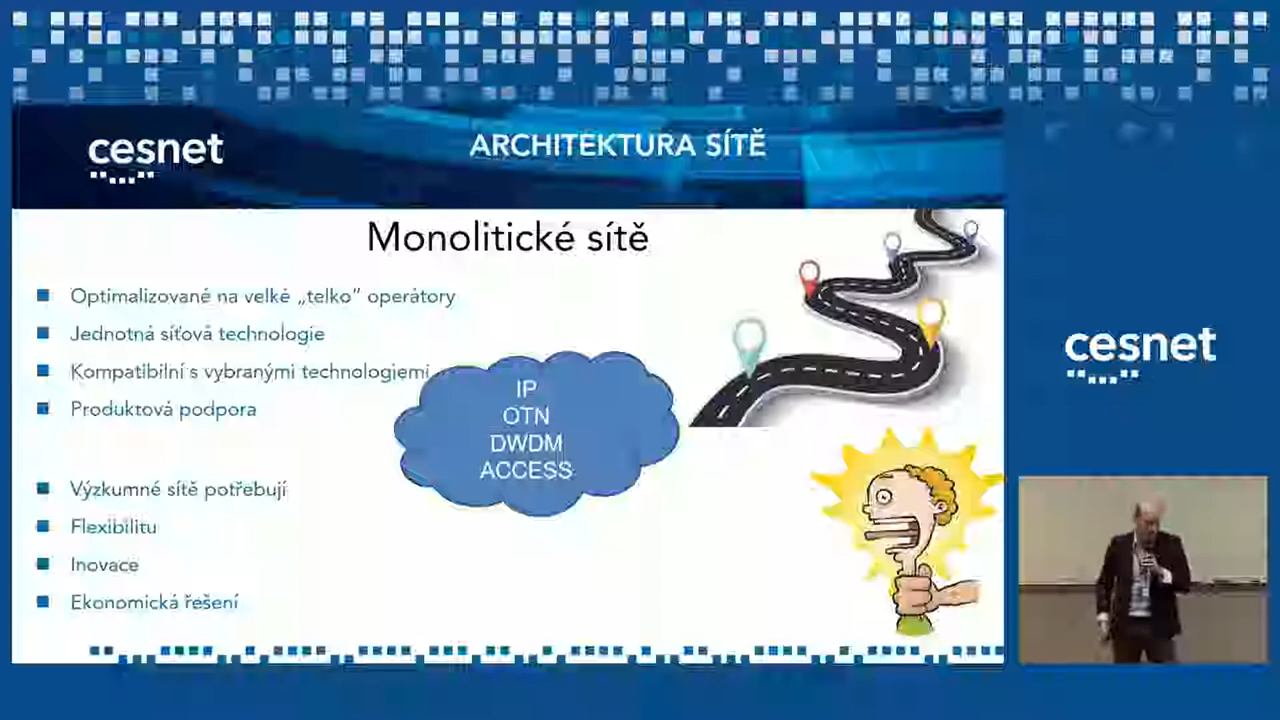 cesnet
ARCHITEKTURA SÍTĚ
Monolitické sítě
Optimalizované na velké „telko“ operátory
Jednotná síťová technologie
Kompatibilní s vybranými technologiemi
Produktová podpora
IP
OTN
DWDM
ACCESS
Výzkumné sítě potřebují
Flexibilitu
Inovace
Ekonomická řešení
cesnet